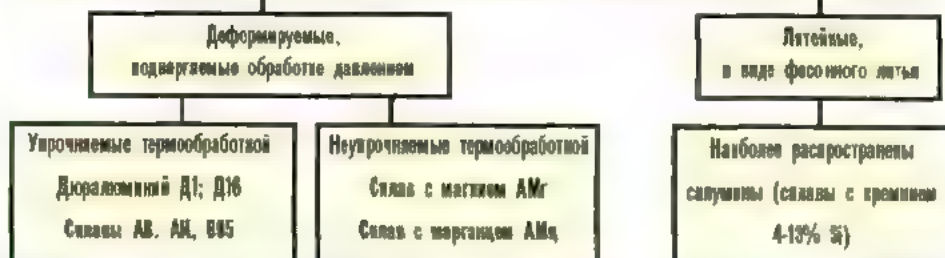 Деформируемые,
подвергаемые обработке давлением
Литейные,
в виде фасонного литья
Упрочняемые термообработкой
Дюралюминий Д1; Д16
Сплавы АВ, АК, В95
Неупрочняемые термообработкой
Сплав с магнием АМг
Сплав с марганцем АМц
Наиболее распространены
силумины (сплавы с кремнием
4-13% Si)